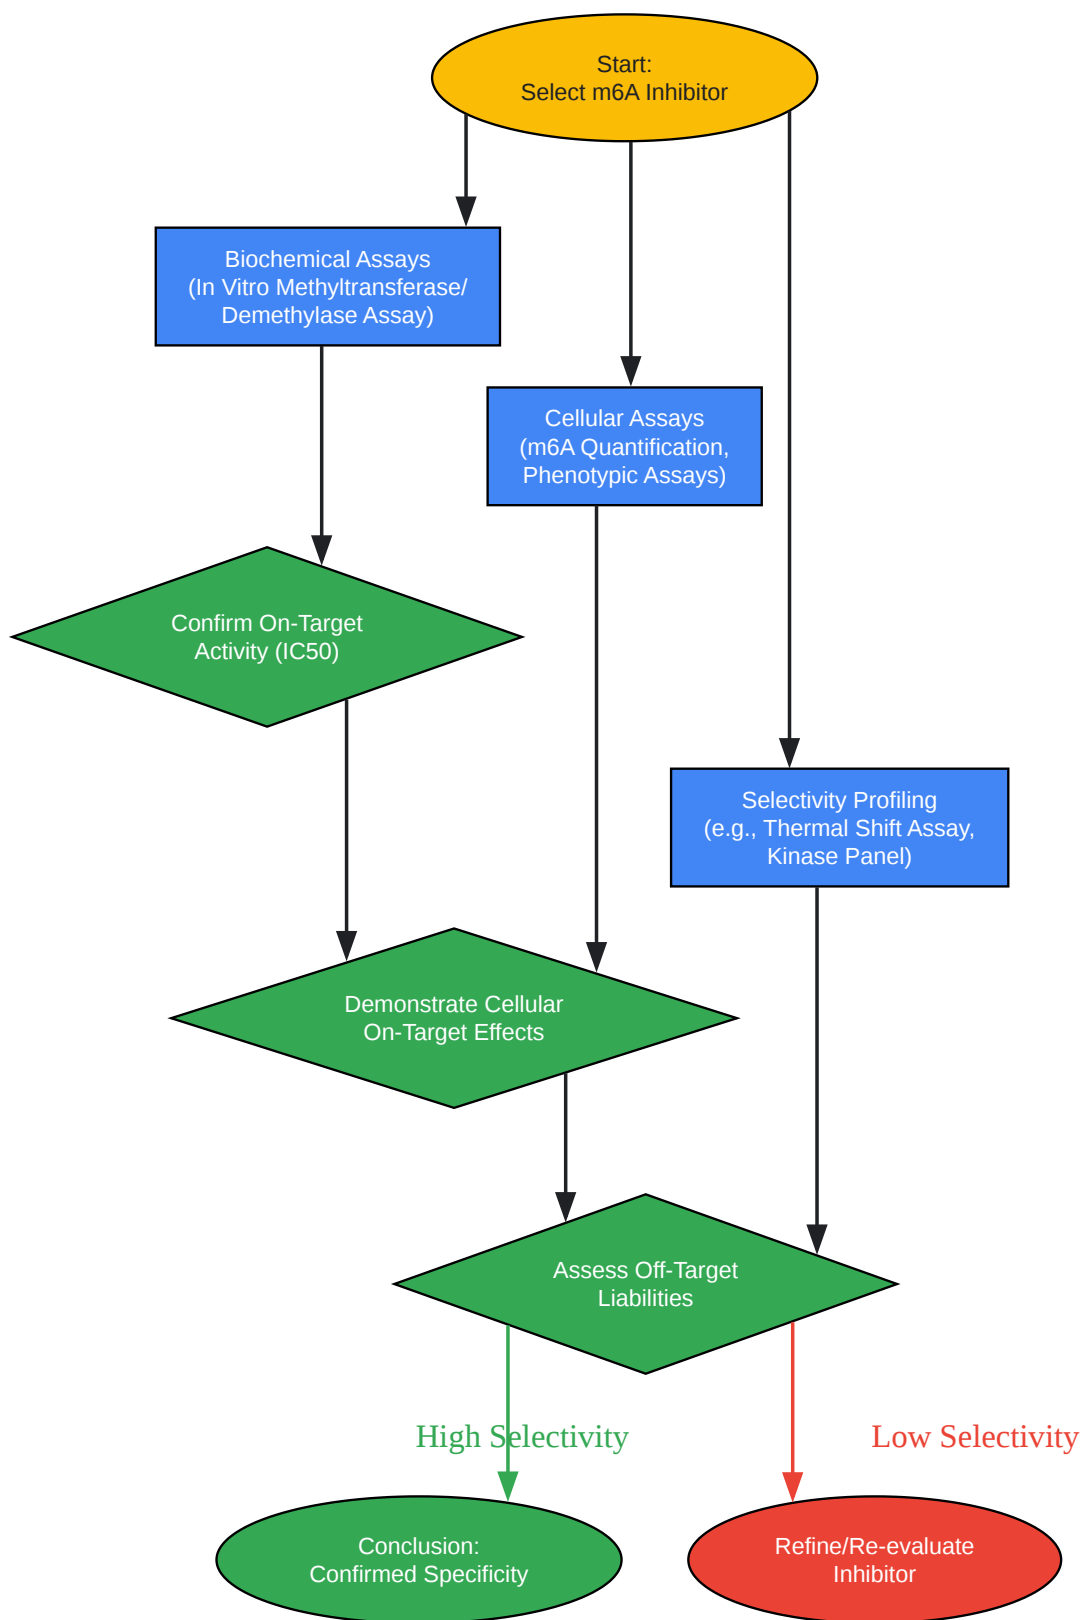 Start:
Select m6A Inhibitor
Biochemical Assays
(In Vitro Methyltransferase/
Demethylase Assay)
Cellular Assays
(m6A Quantification,
Phenotypic Assays)
Confirm On-Target
Activity (IC50)
Selectivity Profiling
(e.g., Thermal Shift Assay,
Kinase Panel)
Demonstrate Cellular
On-Target Effects
Assess Off-Target
Liabilities
High Selectivity
Low Selectivity
Conclusion:
Confirmed Specificity
Refine/Re-evaluate
Inhibitor